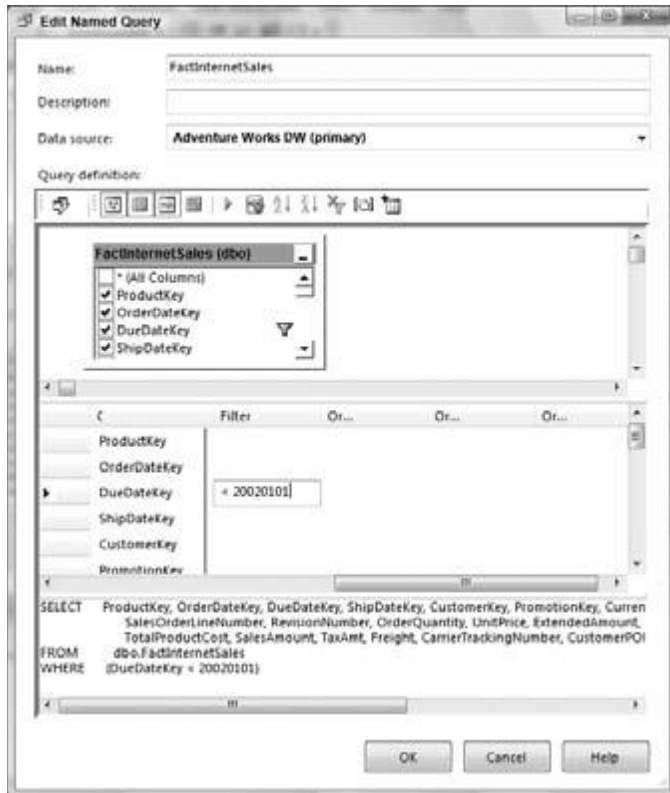 Edit Named Query
Name: FactInternetSales
Description:
Data source: Adventure Works DW (primary)
Query definition:
FactInternetSales (dbo)
* (All Columns)
ProductKey
OrderDateKey
DueDateKey
ShipDateKey
C Filter Or... Or... Or...
ProductKey
OrderDateKey
DueDateKey < 20020101
ShipDateKey
CustomerKey
PromotionKey
SELECT ProductKey, OrderDateKey, DueDateKey, ShipDateKey, CustomerKey, PromotionKey, Curren
SalesOrderLineNumber, RevisionNumber, OrderQuantity, UnitPrice, ExtendedAmount,
TotalProductCost, SalesAmount, TaxAmt, Freight, CarrierTrackingNumber, CustomerPOI
FROM dbo.FactInternetSales
WHERE (DueDateKey < 20020101)
OK Cancel Help